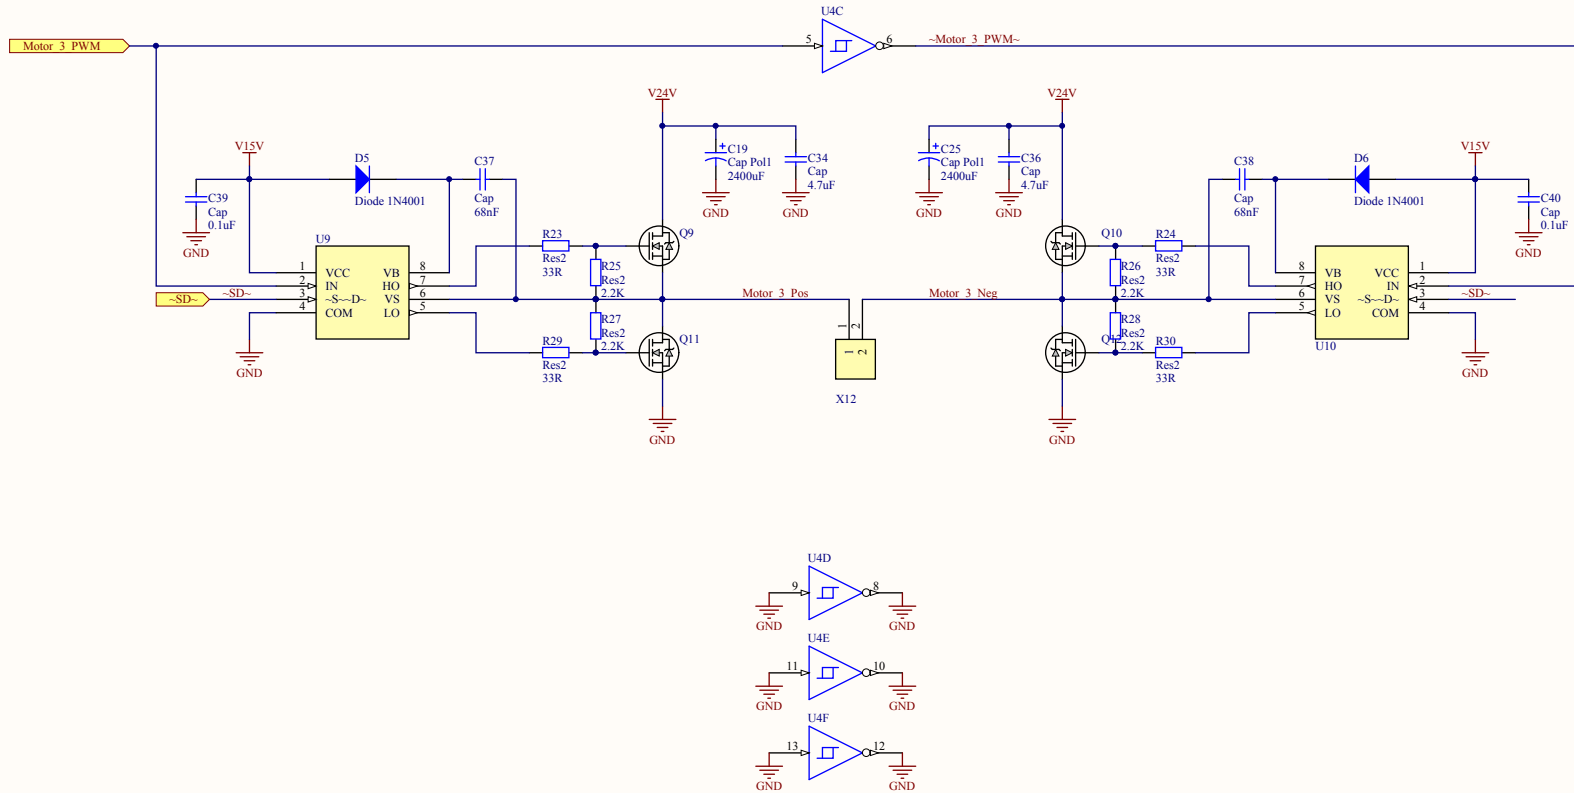 U4C
Motor_3_PWM
5
6
~Motor_3_PWM~
V24V
V24V
V15V
D5
C37
C19
Cap Pol1
2400uF
C34
Cap
4.7uF
C25
Cap Pol1
2400uF
C36
Cap
4.7uF
C38
D6
V15V
Diode 1N4001
Cap
68nF
GND
GND
GND
GND
Cap
68nF
Diode 1N4001
C39
Cap
0.1uF
GND
C40
Cap
0.1uF
GND
U9
1
VCC
VB
8
2
IN
HO
7
3
~S~~D~
VS
6
4
COM
LO
5
~SD~
~SD~
GND
R23
Res2
33R
R25
Res2
2.2K
Q9
R27
Res2
2.2K
R29
Res2
33R
Q11
GND
Motor_3_Pos
1
2
1
2
X12
Motor_3_Neg
Q10
R24
Res2
33R
R26
Res2
2.2K
R28
Res2
2.2K
R30
Res2
33R
GND
8
VB
VCC
1
7
HO
IN
2
6
VS
~S~~D~
3
5
LO
COM
4
U10
~SD~
GND
U4D
9
8
GND
GND
U4E
11
10
GND
GND
U4F
13
12
GND
GND